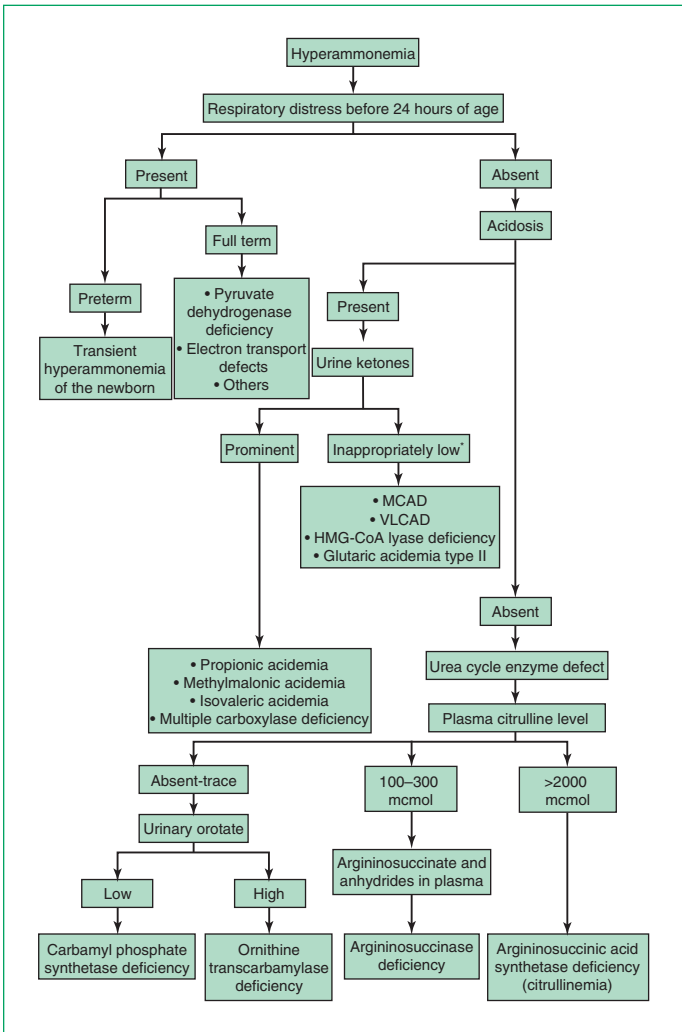 Hyperammonemia
Respiratory distress before 24 hours of age
Present
Absent
Acidosis
Full term
Preterm
• Pyruvate
dehydrogenase
deficiency
• Electron transport
defects
• Others
Transient
hyperammonemia
of the newborn
Present
Urine ketones
Prominent
Inappropriately low*
• MCAD
• VLCAD
• HMG-CoA lyase deficiency
• Glutaric acidemia type II
Absent
• Propionic acidemia
• Methylmalonic acidemia
• Isovaleric acidemia
• Multiple carboxylase deficiency
Urea cycle enzyme defect
Plasma citrulline level
Absent-trace
100–300
mcmol
>2000
mcmol
Urinary orotate
Argininosuccinate and
anhydrides in plasma
Low
High
Carbamyl phosphate
synthetase deficiency
Ornithine
transcarbamylase
deficiency
Argininosuccinase
deficiency
Argininosuccinic acid
synthetase deficiency
(citrullinemia)